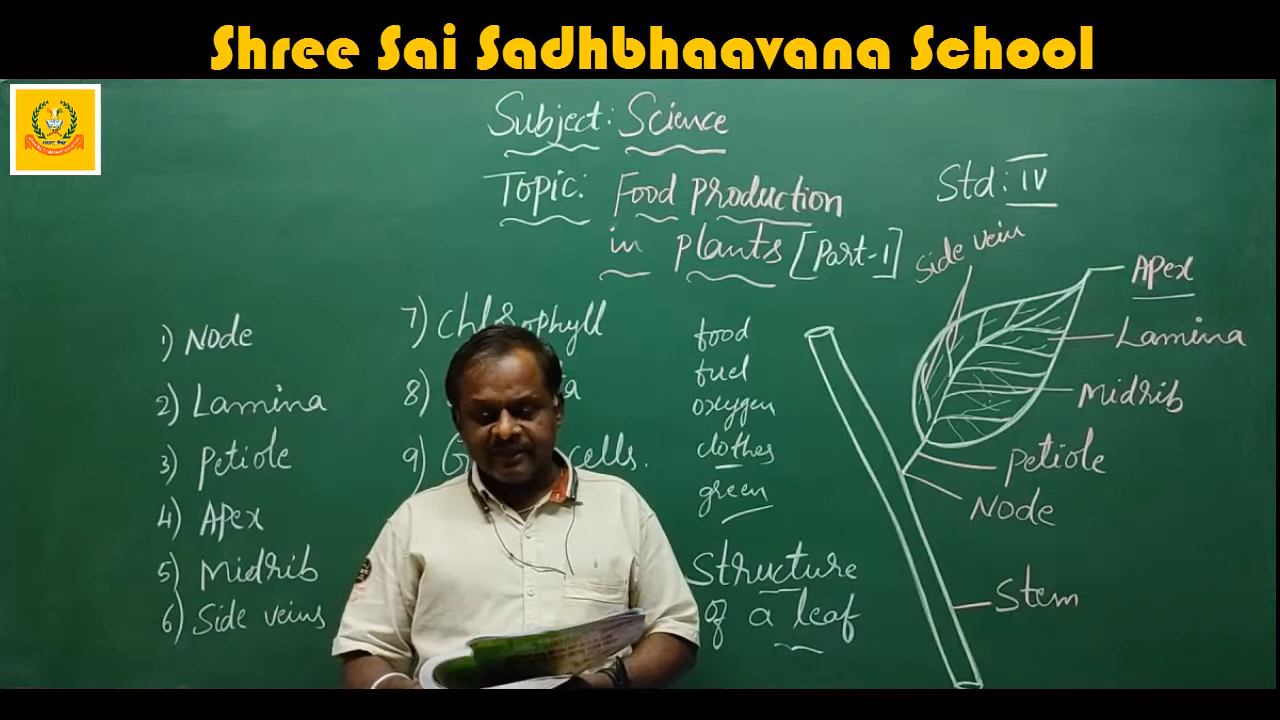 Shree Sai Sadhbhaavana School
Subject: Science
Topic: Food production
in plants [Part-1]
Std: IV
1) Node
2) Lamina
3) Petiole
4) Apex
5) Midrib
6) Side veins
7) Chlorophyll
8)
9) cells.
food
fuel
oxygen
clothes
green
Structure
of a leaf
Side vein
Apex
Lamina
Midrib
Petiole
Node
Stem